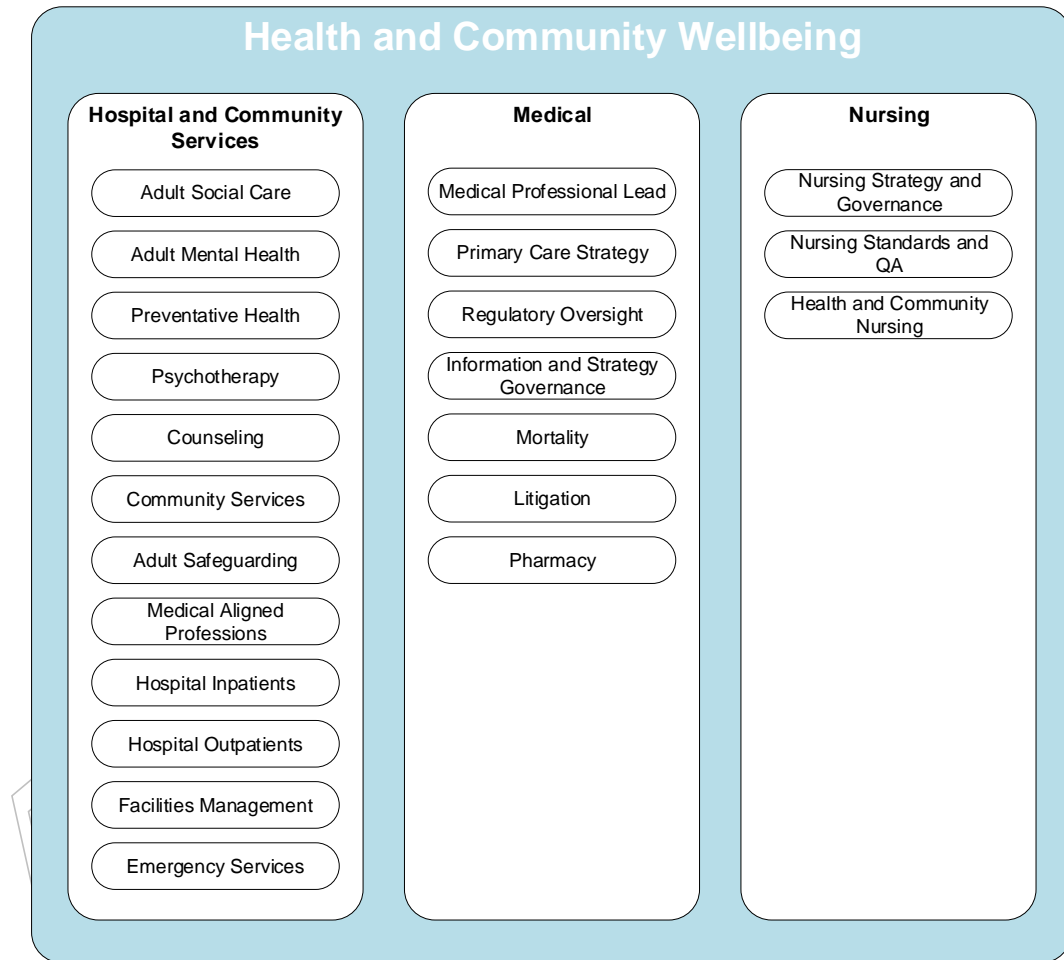 Health and Community Wellbeing
Hospital and Community
Services
Adult Social Care
Adult Mental Health
Preventative Health
Psychotherapy
Counseling
Community Services
Adult Safeguarding
Medical Aligned
Professions
Hospital Inpatients
Hospital Outpatients
Facilities Management
Emergency Services
Medical
Medical Professional Lead
Primary Care Strategy
Regulatory Oversight
Information and Strategy
Governance
Mortality
Litigation
Pharmacy
Nursing
Nursing Strategy and
Governance
Nursing Standards and
QA
Health and Community
Nursing